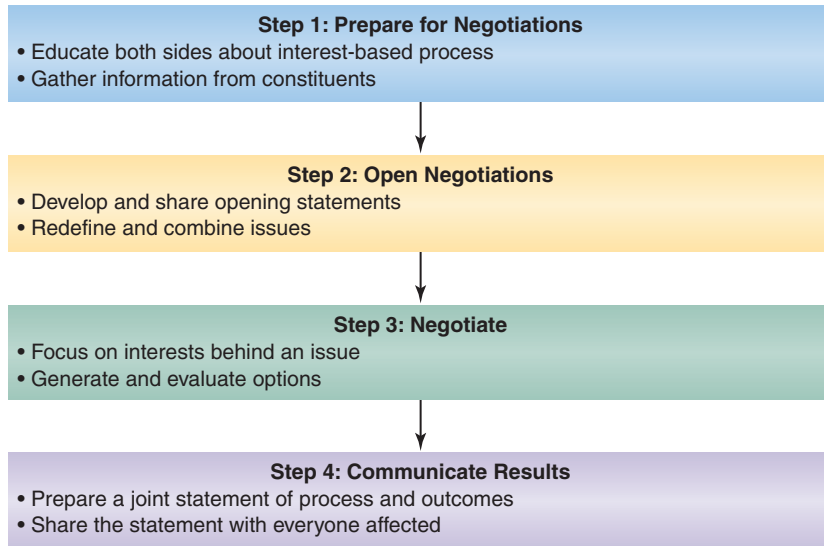 Step 1: Prepare for Negotiations
• Educate both sides about interest-based process
• Gather information from constituents
Step 2: Open Negotiations
• Develop and share opening statements
• Redefine and combine issues
Step 3: Negotiate
• Focus on interests behind an issue
• Generate and evaluate options
Step 4: Communicate Results
• Prepare a joint statement of process and outcomes
• Share the statement with everyone affected